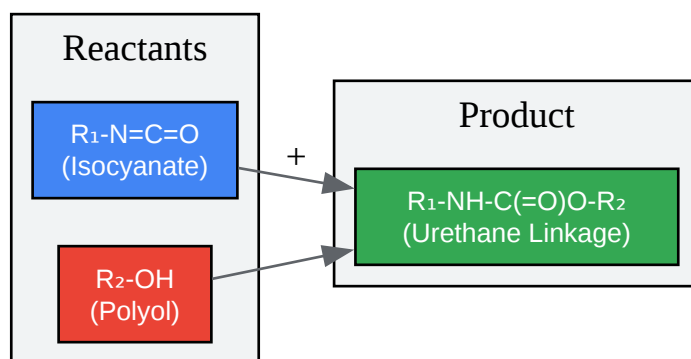 Reactants
R₁-N=C=O
(Isocyanate)
+
R₂-OH
(Polyol)
Product
R₁-NH-C(=O)O-R₂
(Urethane Linkage)